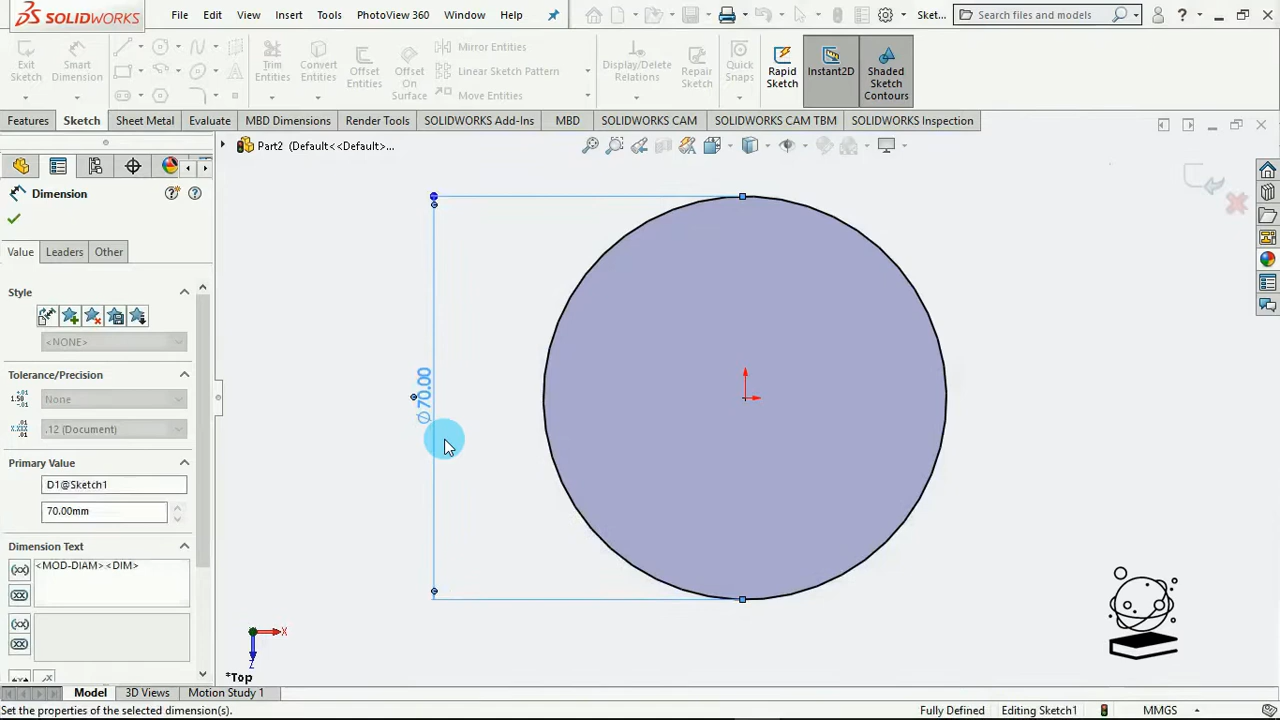 SOLIDWORKS File Edit View Insert Tools PhotoView 360 Window Help Sket... Search files and models
Exit Sketch Smart Dimension Trim Entities Convert Entities Offset Entities Offset On Surface Mirror Entities Linear Sketch Pattern Move Entities Display/Delete Relations Repair Sketch Quick Snaps Rapid Sketch Instant2D Shaded Sketch Contours
Features Sketch Sheet Metal Evaluate MBD Dimensions Render Tools SOLIDWORKS Add-Ins MBD SOLIDWORKS CAM SOLIDWORKS CAM TBM SOLIDWORKS Inspection
Part2 (Default<<Default>...
Dimension
Value Leaders Other
Style
<NONE>
Tolerance/Precision
None
.12 (Document)
Primary Value
D1@Sketch1
70.00mm
Dimension Text
<MOD-DIAM><DIM>
∅70.00
X
Z
*Top
Model 3D Views Motion Study 1
Set the properties of the selected dimension(s). Fully Defined Editing Sketch1 MMGS